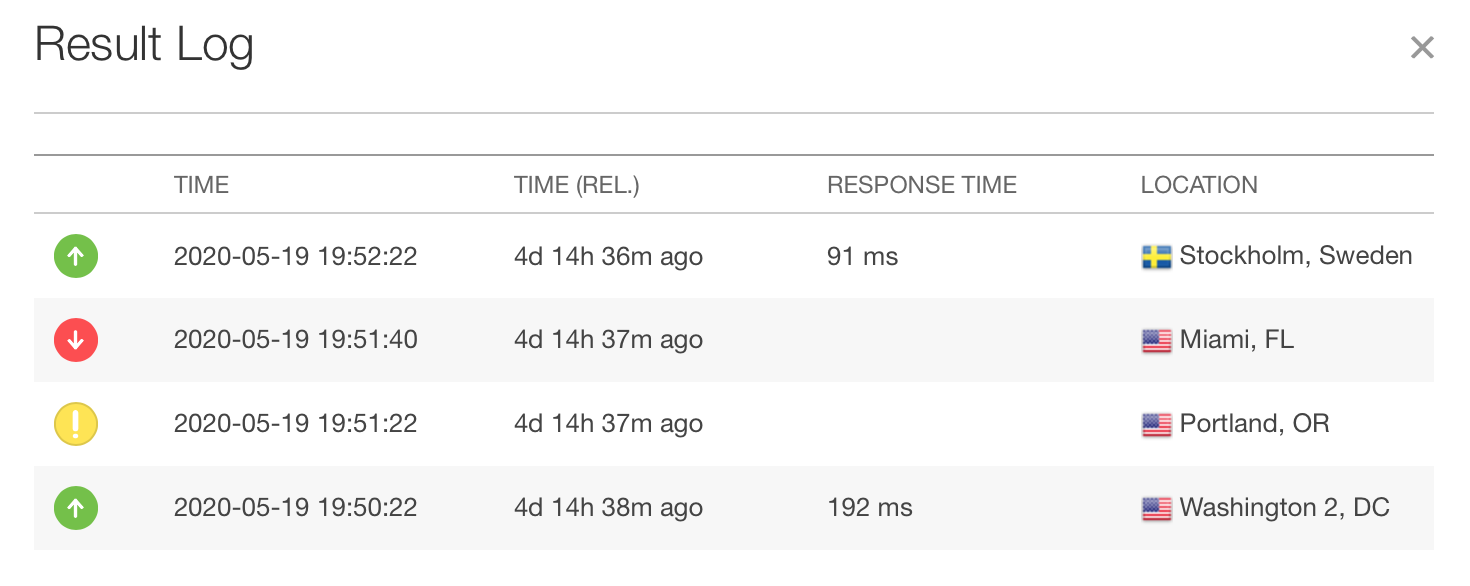 Result Log
TIME TIME (REL.) RESPONSE TIME LOCATION
2020-05-19 19:52:22 4d 14h 36m ago 91 ms Stockholm, Sweden
2020-05-19 19:51:40 4d 14h 37m ago Miami, FL
2020-05-19 19:51:22 4d 14h 37m ago Portland, OR
2020-05-19 19:50:22 4d 14h 38m ago 192 ms Washington 2, DC